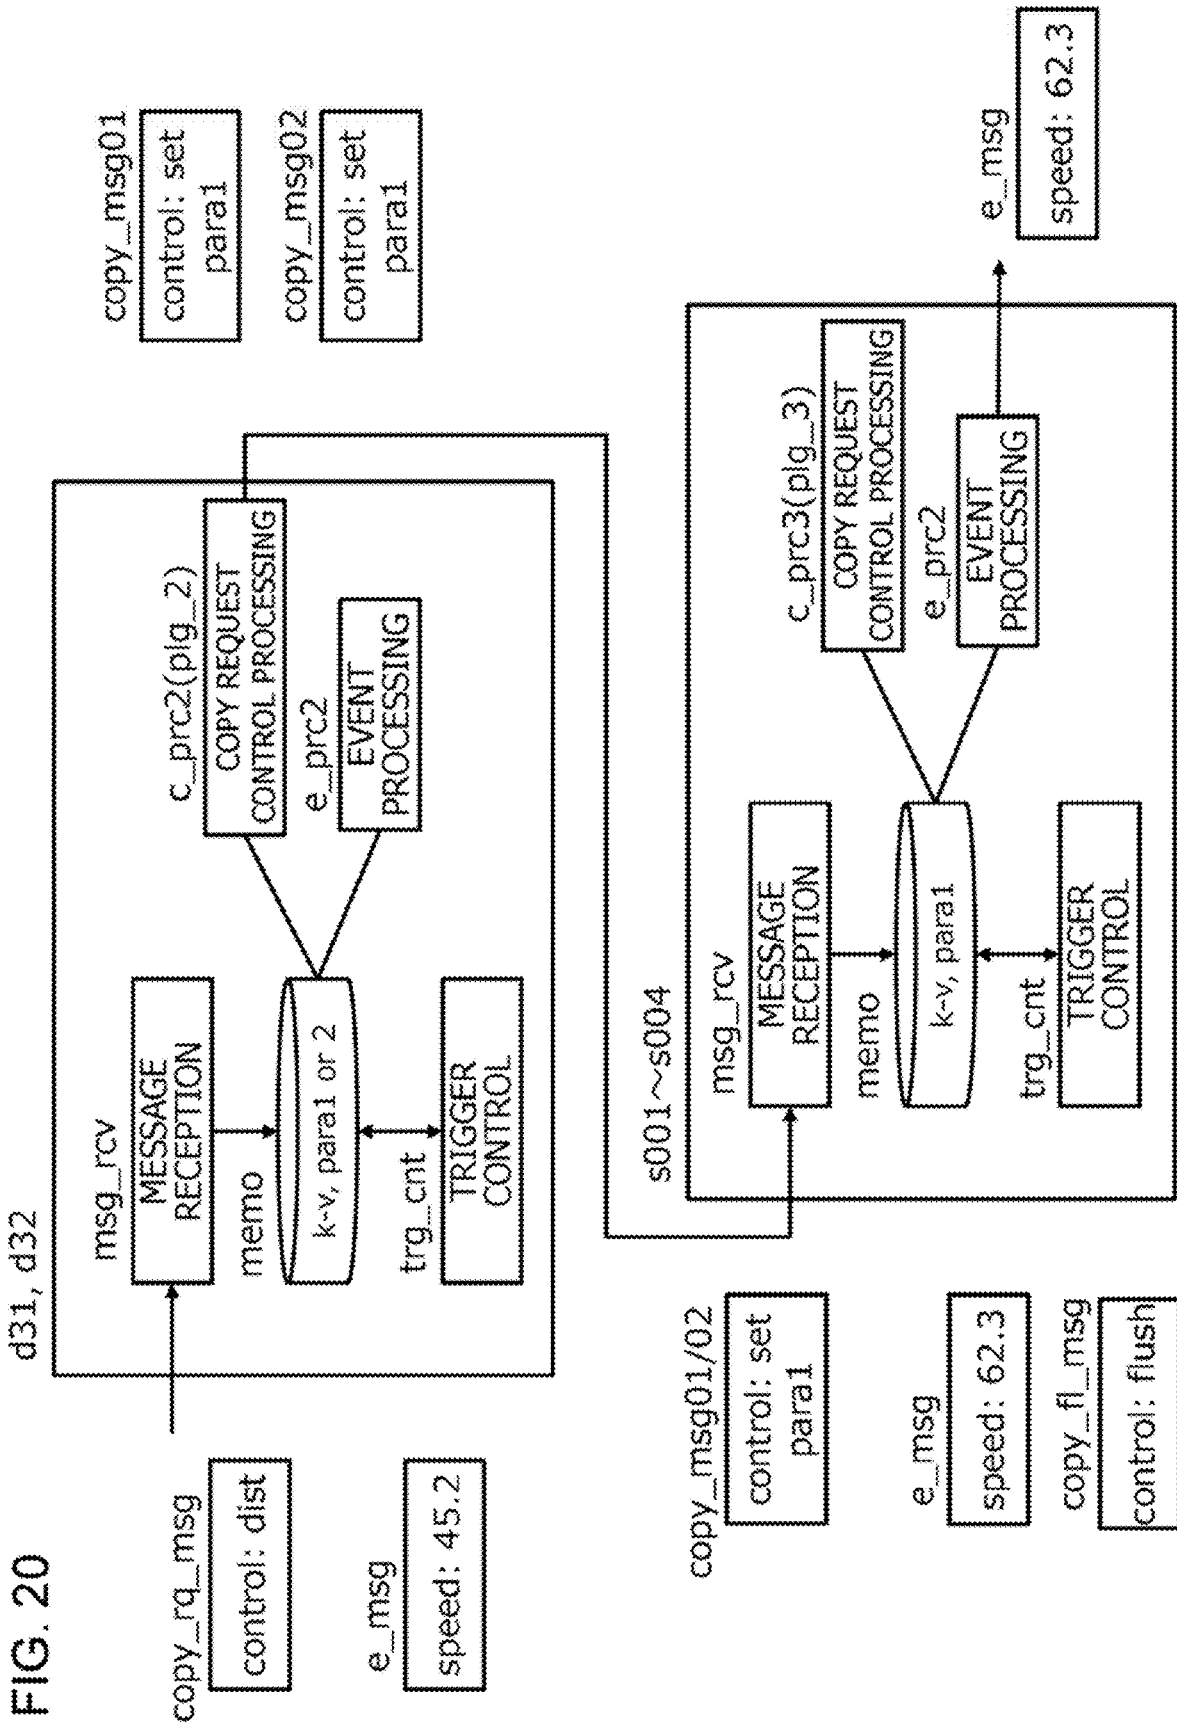 FIG. 20
d31, d32
copy_rq_msg
control: dist
e_msg
speed: 45.2
msg_rcv
MESSAGE
RECEPTION
memo
k-v, para1 or 2
trg_cnt
TRIGGER
CONTROL
c_prc2(plg_2)
COPY REQUEST
CONTROL PROCESSING
e_prc2
EVENT
PROCESSING
copy_msg01
control: set
para1
copy_msg02
control: set
para1
copy_msg01/02
control: set
para1
e_msg
speed: 62.3
copy_fl_msg
control: flush
s001~s004
msg_rcv
MESSAGE
RECEPTION
memo
k-v, para1
trg_cnt
TRIGGER
CONTROL
c_prc3(plg_3)
COPY REQUEST
CONTROL PROCESSING
e_prc2
EVENT
PROCESSING
e_msg
speed: 62.3